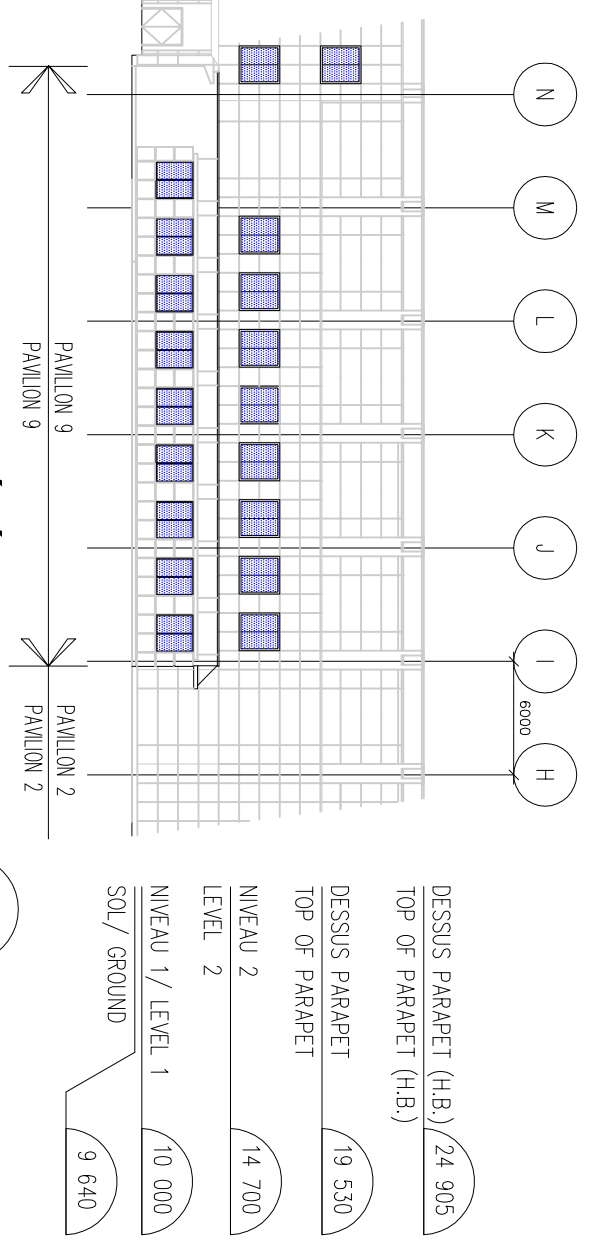 N
M
L
K
J
I
H
6000
PAVILLON 9
PAVILION 9
PAVILLON 2
PAVILION 2
DESSUS PARAPET (H.B.)
TOP OF PARAPET (H.B.)
24 905
DESSUS PARAPET
TOP OF PARAPET
19 530
NIVEAU 2
LEVEL 2
14 700
NIVEAU 1/ LEVEL 1
10 000
SOL/ GROUND
9 640